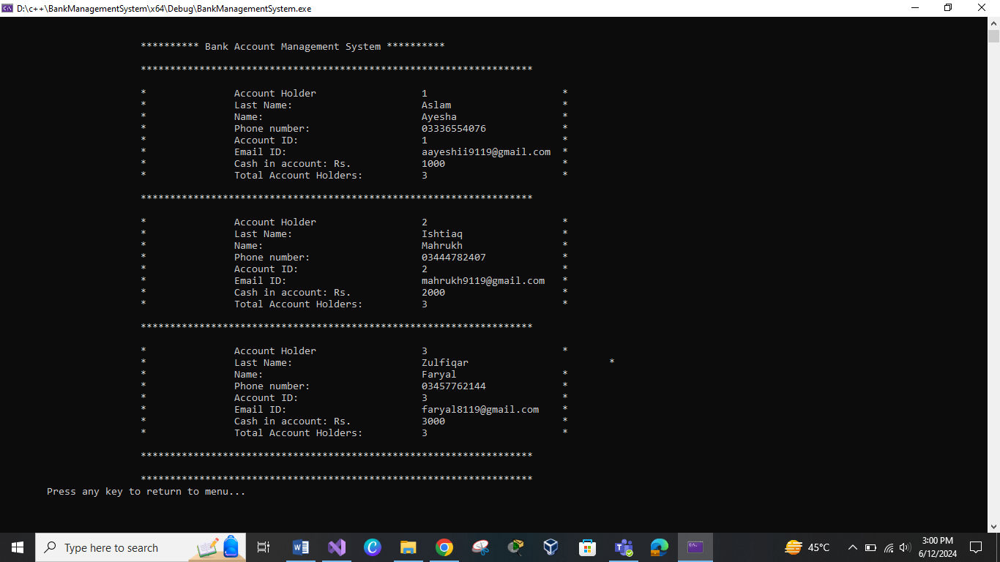 D:\c++\BankManagementSystem\x64\Debug\BankManagementSystem.exe
********** Bank Account Management System **********
*******************************************************************
* Account Holder 1 *
* Last Name: Aslam *
* Name: Ayesha *
* Phone number: 03336554076 *
* Account ID: 1 *
* Email ID: aayeshii9119@gmail.com *
* Cash in account: Rs. 1000 *
* Total Account Holders: 3 *
*******************************************************************
* Account Holder 2 *
* Last Name: Ishtiaq *
* Name: Mahrukh *
* Phone number: 03444782407 *
* Account ID: 2 *
* Email ID: mahrukh9119@gmail.com *
* Cash in account: Rs. 2000 *
* Total Account Holders: 3 *
*******************************************************************
* Account Holder 3 *
* Last Name: Zulfiqar *
* Name: Faryal *
* Phone number: 03457762144 *
* Account ID: 3 *
* Email ID: faryal8119@gmail.com *
* Cash in account: Rs. 3000 *
* Total Account Holders: 3 *
*******************************************************************
*******************************************************************
Press any key to return to menu...
Type here to search
45°C
3:00 PM
6/12/2024